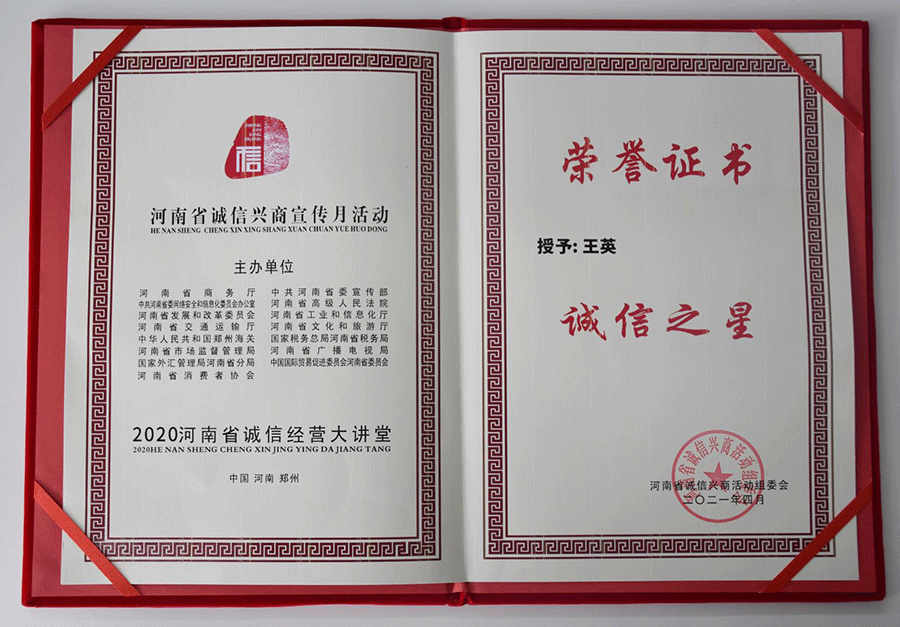 信
河南省诚信兴商宣传月活动
HE NAN SHENG CHENG XIN XING SHANG XUAN CHUAN YUE HUO DONG
主办单位
河南省商务厅
中共河南省委宣传部
中共河南省委网络安全和信息化委员会办公室
河南省高级人民法院
河南省发展和改革委员会
河南省工业和信息化厅
河南省交通运输厅
河南省文化和旅游厅
中华人民共和国郑州海关
国家税务总局河南省税务局
河南省市场监督管理局
河南省广播电视局
国家外汇管理局河南省分局
中国国际贸易促进委员会河南省委员会
河南省消费者协会
2020河南省诚信经营大讲堂
2020HE NAN SHENG CHENG XIN JING YING DA JIANG TANG
中国 河南 郑州
荣誉证书
授予: 王英
诚信之星
河南省诚信兴商活动组委会
河南省诚信兴商活动组委会
二〇二一年四月